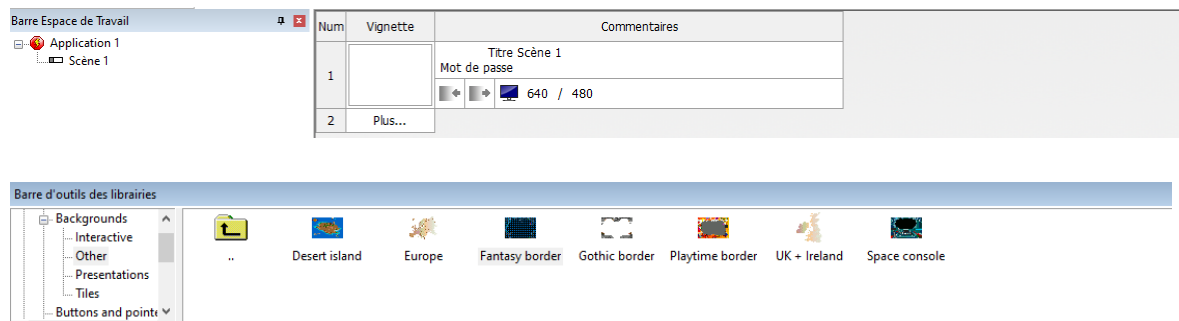 Barre Espace de Travail
Application 1
Scène 1
Num Vignette Commentaires
1
Titre Scène 1
Mot de passe
640 / 480
2 Plus...
Barre d'outils des librairies
Backgrounds
Interactive
Other
Presentations
Tiles
Buttons and pointe
.. Desert island Europe Fantasy border Gothic border Playtime border UK + Ireland Space console